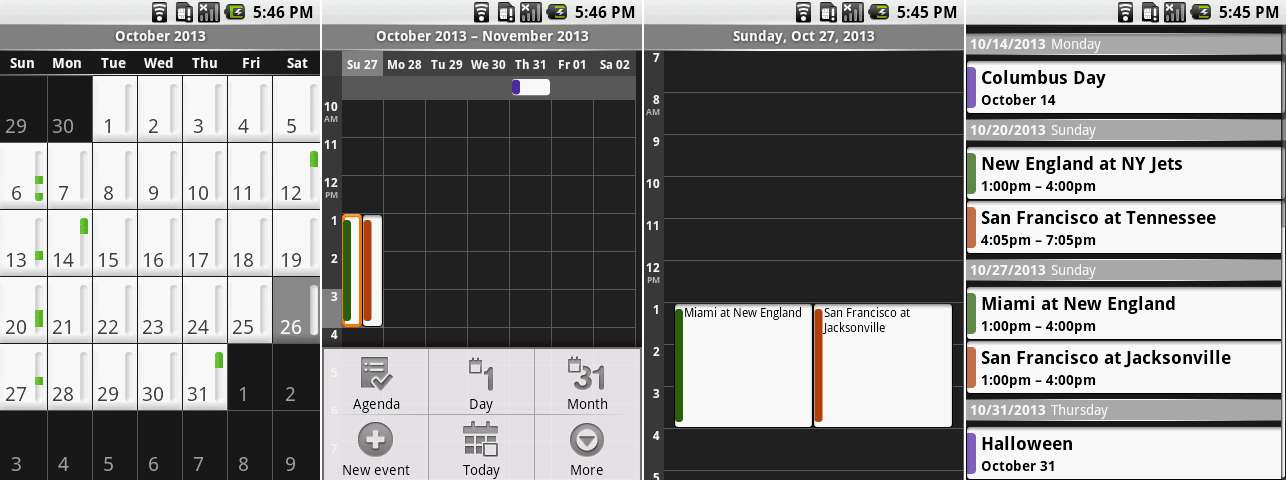 5:46 PM
October 2013
Sun Mon Tue Wed Thu Fri Sat
29 30 1 2 3 4 5
6 7 8 9 10 11 12
13 14 15 16 17 18 19
20 21 22 23 24 25 26
27 28 29 30 31 1 2
3 4 5 6 7 8 9
5:46 PM
October 2013 – November 2013
Su 27 Mo 28 Tu 29 We 30 Th 31 Fr 01 Sa 02
10
AM
11
12
PM
1
2
3
4
5
6
7
Agenda Day Month
1
31
New event Today More
5:45 PM
Sunday, Oct 27, 2013
7
8
AM
9
10
11
12
PM
1
Miami at New England
San Francisco at
Jacksonville
2
3
4
5
5:45 PM
10/14/2013 Monday
Columbus Day
October 14
10/20/2013 Sunday
New England at NY Jets
1:00pm – 4:00pm
San Francisco at Tennessee
4:05pm – 7:05pm
10/27/2013 Sunday
Miami at New England
1:00pm – 4:00pm
San Francisco at Jacksonville
1:00pm – 4:00pm
10/31/2013 Thursday
Halloween
October 31